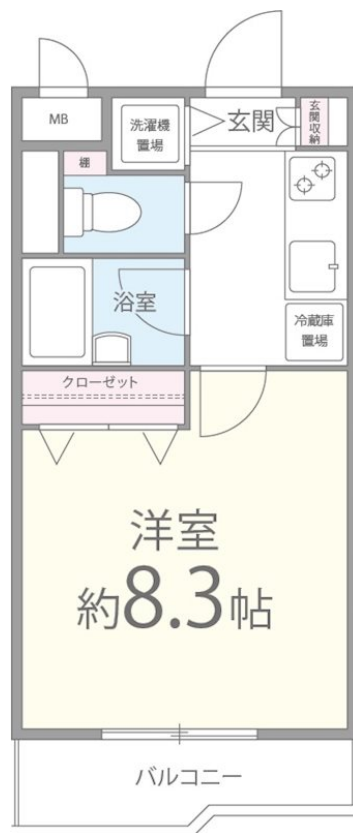 MB
洗濯機
置場
玄関
玄関収納
棚
浴室
冷蔵庫
置場
クローゼット
洋室
約8.3帖
バルコニー